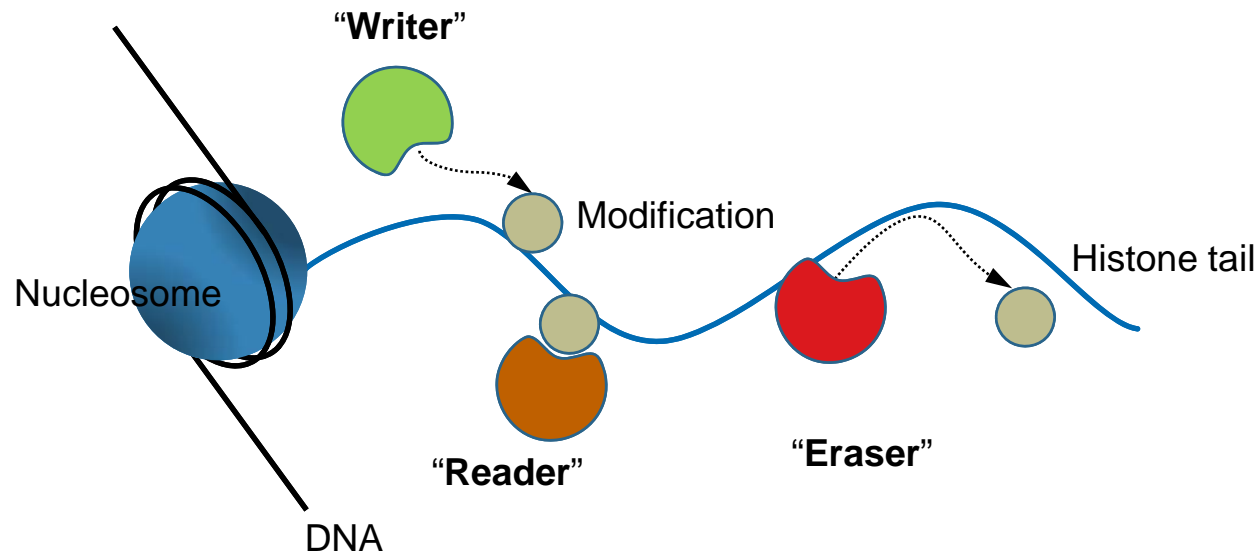 “Writer”
Modification
Histone tail
Nucleosome
“Eraser”
“Reader”
DNA